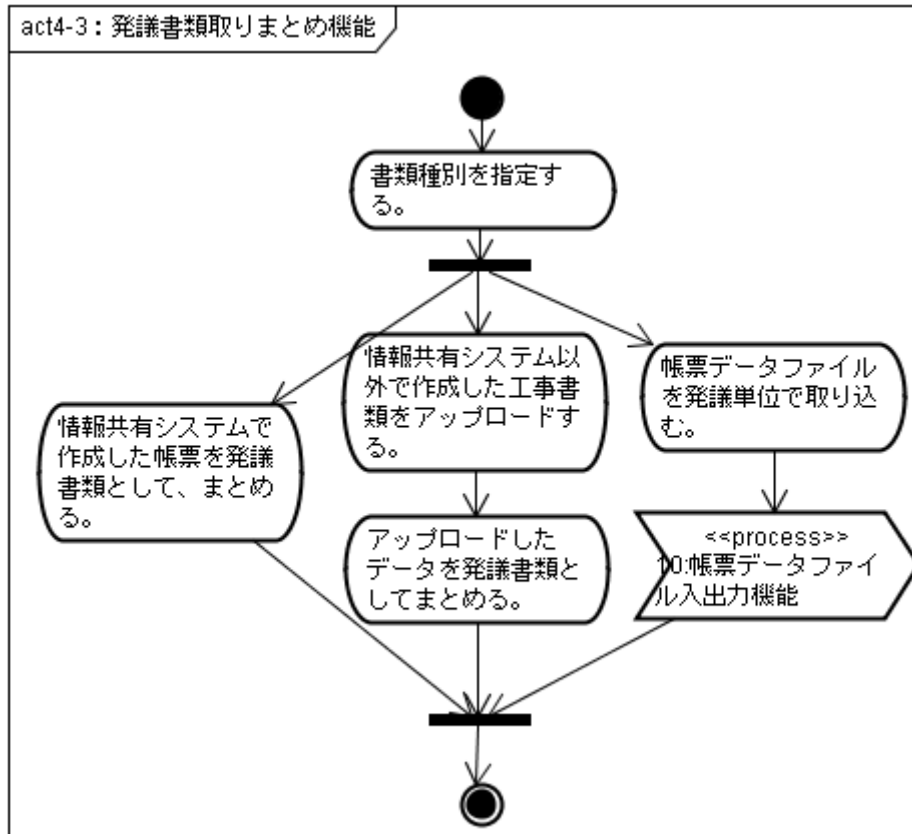 act4-3：発議書類取りまとめ機能
書類種別を指定す
る。
情報共有システム以
外で作成した工事書
類をアップロードす
る。
帳票データファイル
を発議単位で取り込
む。
情報共有システムで
作成した帳票を発議
書類として、まとめ
る。
アップロードした
データを発議書類と
してまとめる。
<<process>>
10:帳票データファイ
ル入出力機能